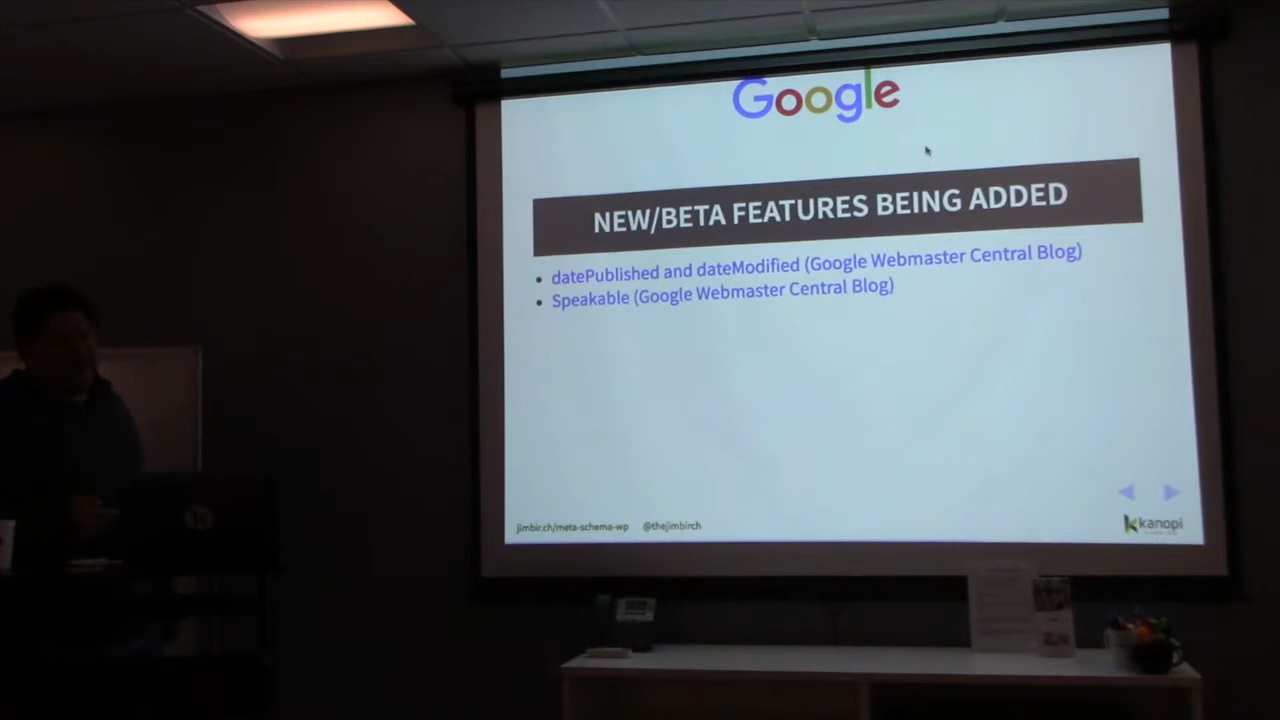 Google
NEW/BETA FEATURES BEING ADDED
• datePublished and dateModified (Google Webmaster Central Blog)
• Speakable (Google Webmaster Central Blog)
jimbir.ch/meta-schema-wp @thejimbirch
kanopi